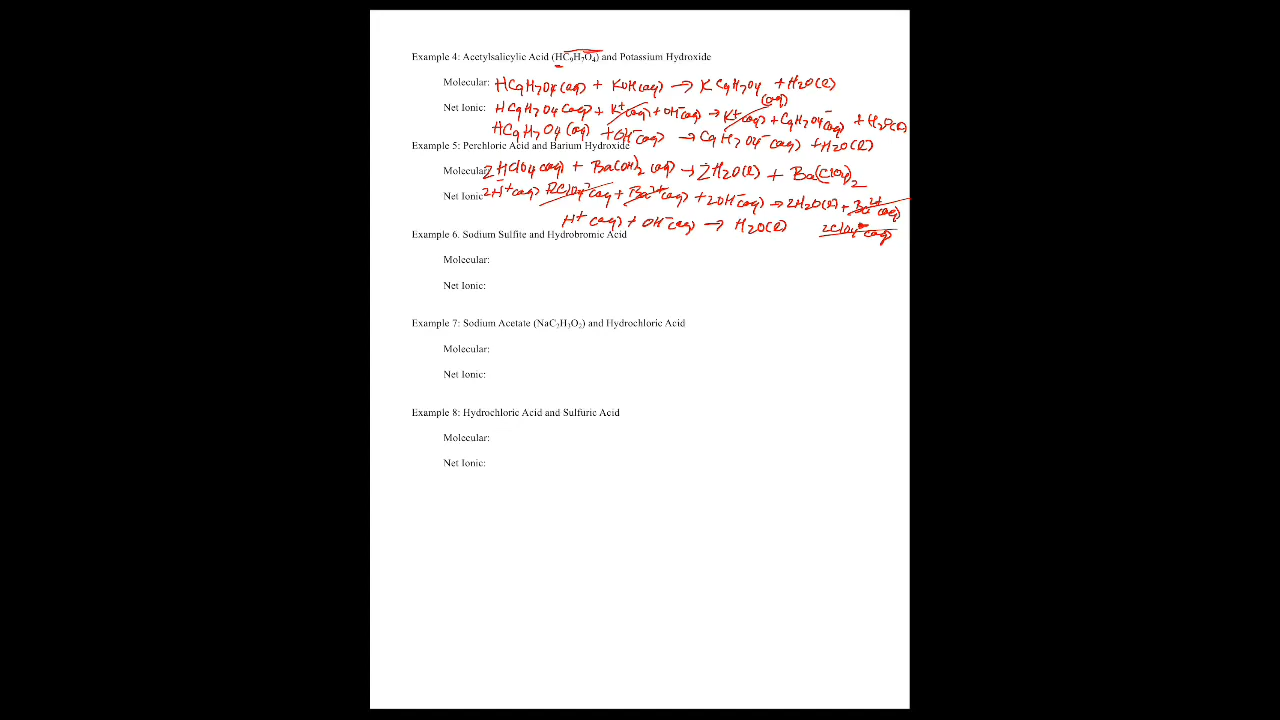 Example 4: Acetylsalicylic Acid (HC₉H₇O₄) and Potassium Hydroxide
Molecular: HC9H7O4(aq) + KOH(aq) → KC9H7O4 + H2O(l)
(aq)
Net Ionic: HC9H7O4(aq) + K⁺(aq) + OH⁻(aq) → K⁺(aq) + C9H7O4⁻(aq) + H2O(l)
HC9H7O4(aq) + OH⁻(aq) → C9H7O4⁻(aq) + H2O(l)
Example 5: Perchloric Acid and Barium Hydroxide
Molecular: 2HClO4(aq) + Ba(OH)2(aq) → 2H2O(l) + Ba(ClO4)2
Net Ionic 2H⁺(aq) 2ClO4⁻(aq) + Ba²⁺(aq) + 2OH⁻(aq) → 2H2O(l) + Ba²⁺(aq)
2ClO4⁻(aq)
H⁺(aq) + OH⁻(aq) → H2O(l)
Example 6. Sodium Sulfite and Hydrobromic Acid
Molecular:
Net Ionic:
Example 7: Sodium Acetate (NaC₂H₃O₂) and Hydrochloric Acid
Molecular:
Net Ionic:
Example 8: Hydrochloric Acid and Sulfuric Acid
Molecular:
Net Ionic: